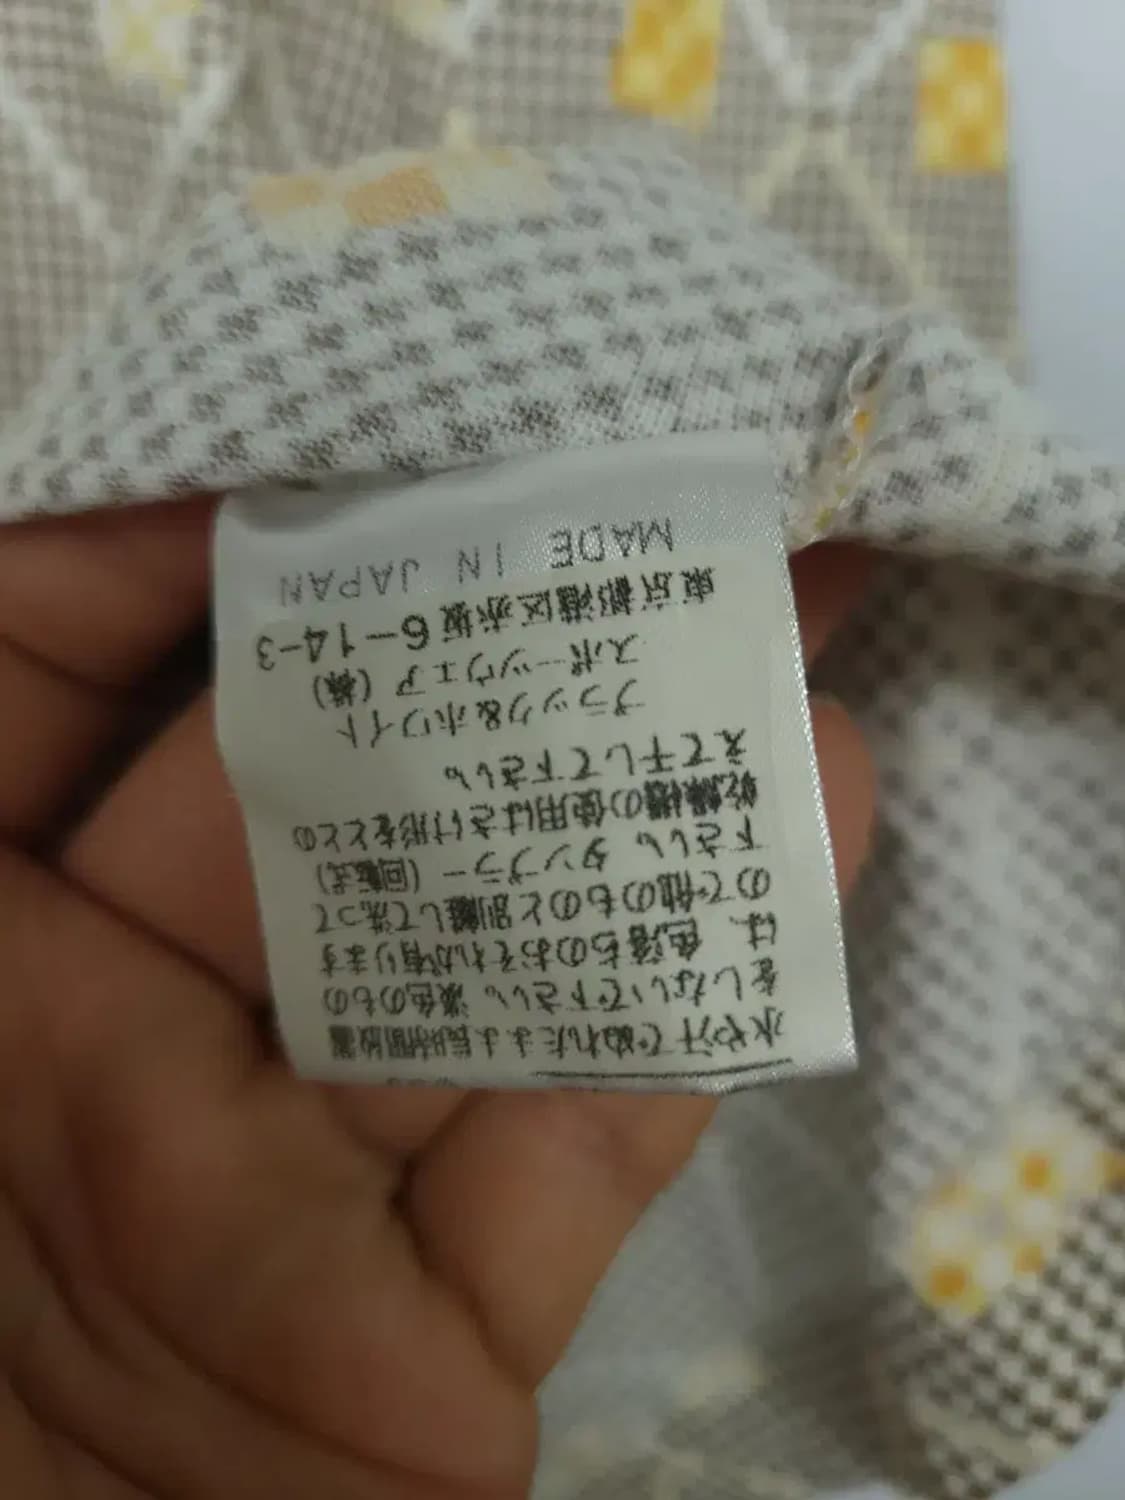 水や汗でぬれたまま長時間放置
をしないで下さい。濃色のもの
は、色落ちのおそれが有ります
ので他のものと別離して洗って
下さい。タンブラー(回転式)
乾燥機の使用はさけ形をととの
えて干して下さい。
ブラック&ホワイト
スポーツウェア(株)
東京都港区赤坂6-14-3
MADE IN JAPAN